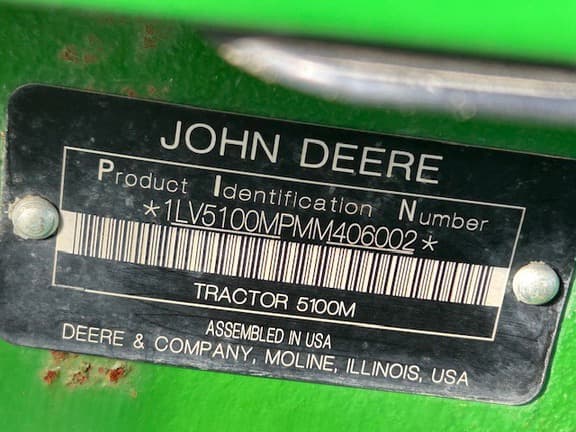 JOHN DEERE
Product Identification Number
*1LV5100MPMM406002*
TRACTOR 5100M
ASSEMBLED IN USA
DEERE & COMPANY, MOLINE, ILLINOIS, USA